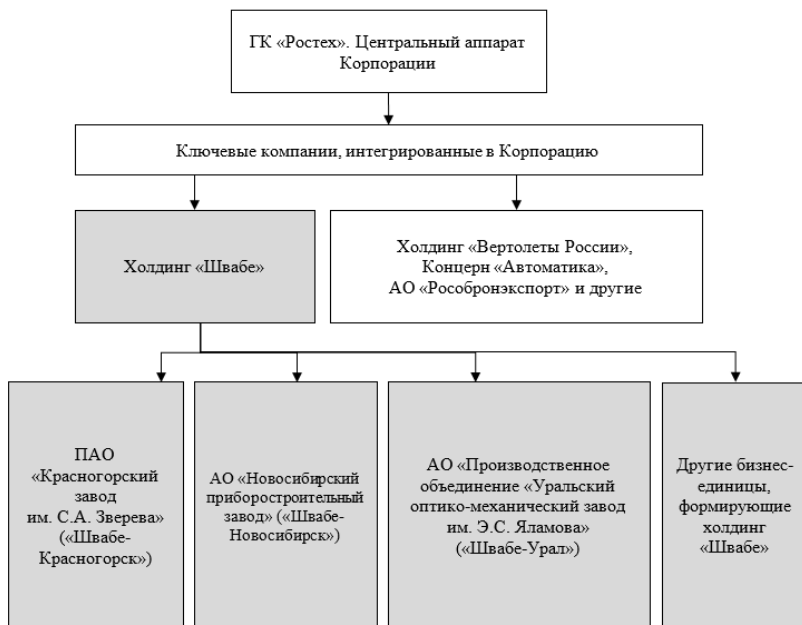 ГК «Ростех». Центральный аппарат
Корпорации
Ключевые компании, интегрированные в Корпорацию
Холдинг «Швабе»
Холдинг «Вертолеты России»,
Концерн «Автоматика»,
АО «Рособронэкспорт» и другие
ПАО
«Красногорский
завод
им. С.А. Зверева»
(«Швабе-
Красногорск»)
АО «Новосибирский
приборостроительный
завод» («Швабе-
Новосибирск»)
АО «Производственное
объединение «Уральский
оптико-механический завод
им. Э.С. Яламова»
(«Швабе-Урал»)
Другие бизнес-
единицы,
формирующие
холдинг
«Швабе»